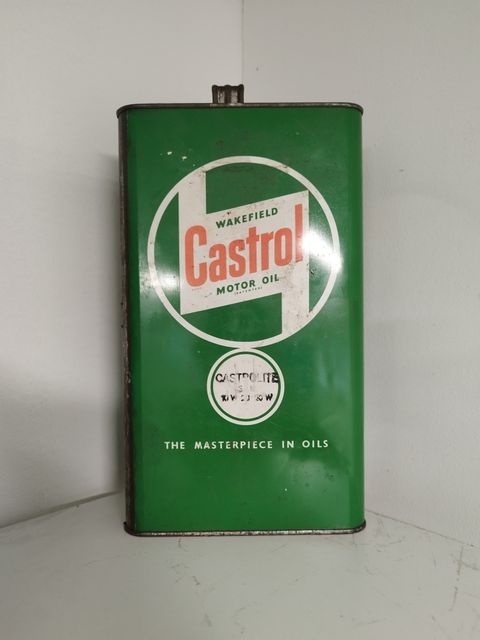 WAKEFIELD
Castrol
MOTOR OIL
CASTROLITE
THE MASTERPIECE IN OILS